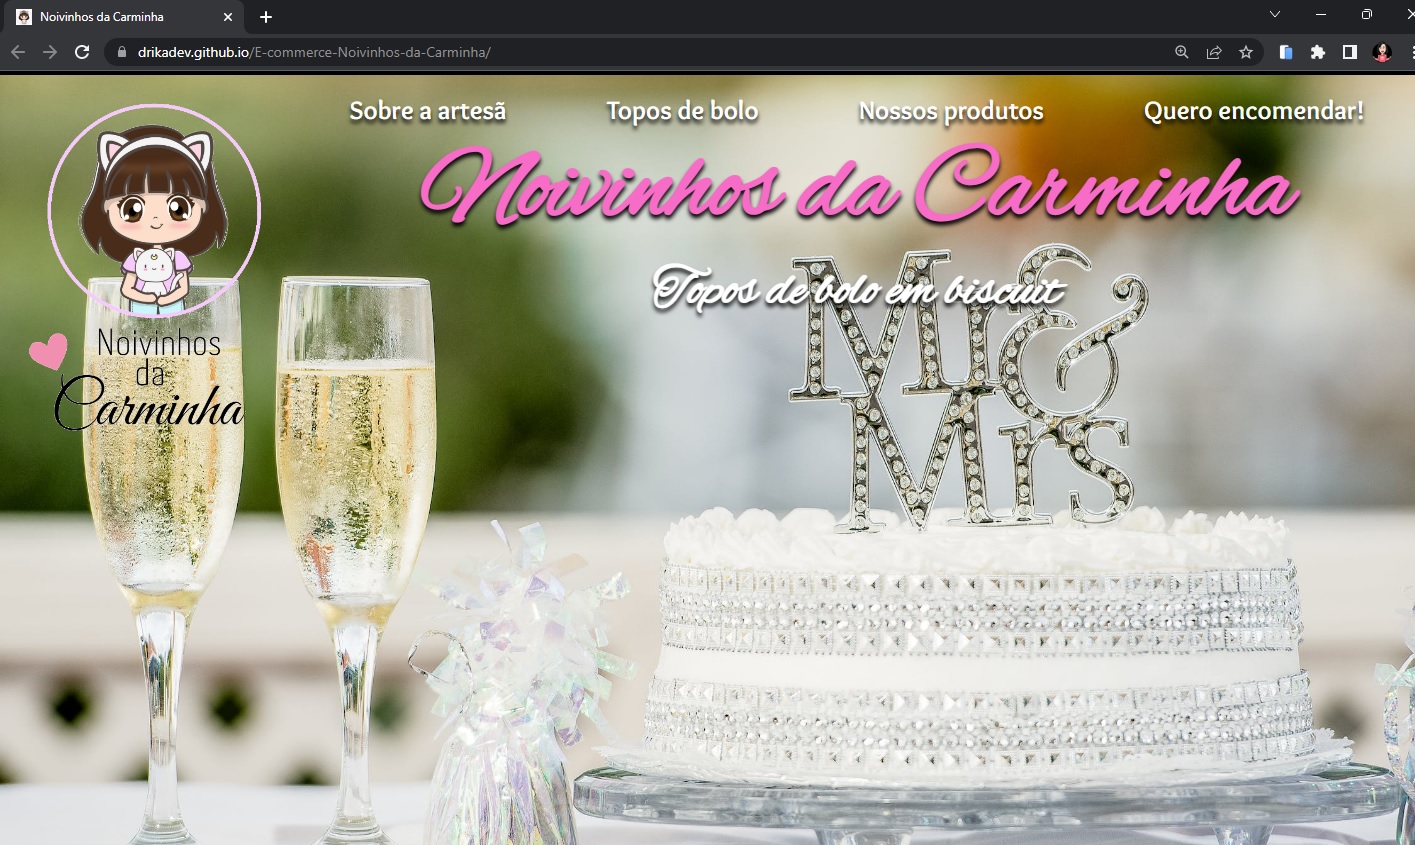 Noivinhos da Carminha
drikadev.github.io/E-commerce-Noivinhos-da-Carminha/
Sobre a artesã
Topos de bolo
Nossos produtos
Quero encomendar!
Noivinhos da Carminha
Topos de bolo em biscuit
Noivinhos
da
Carminha
Mr &
Mrs